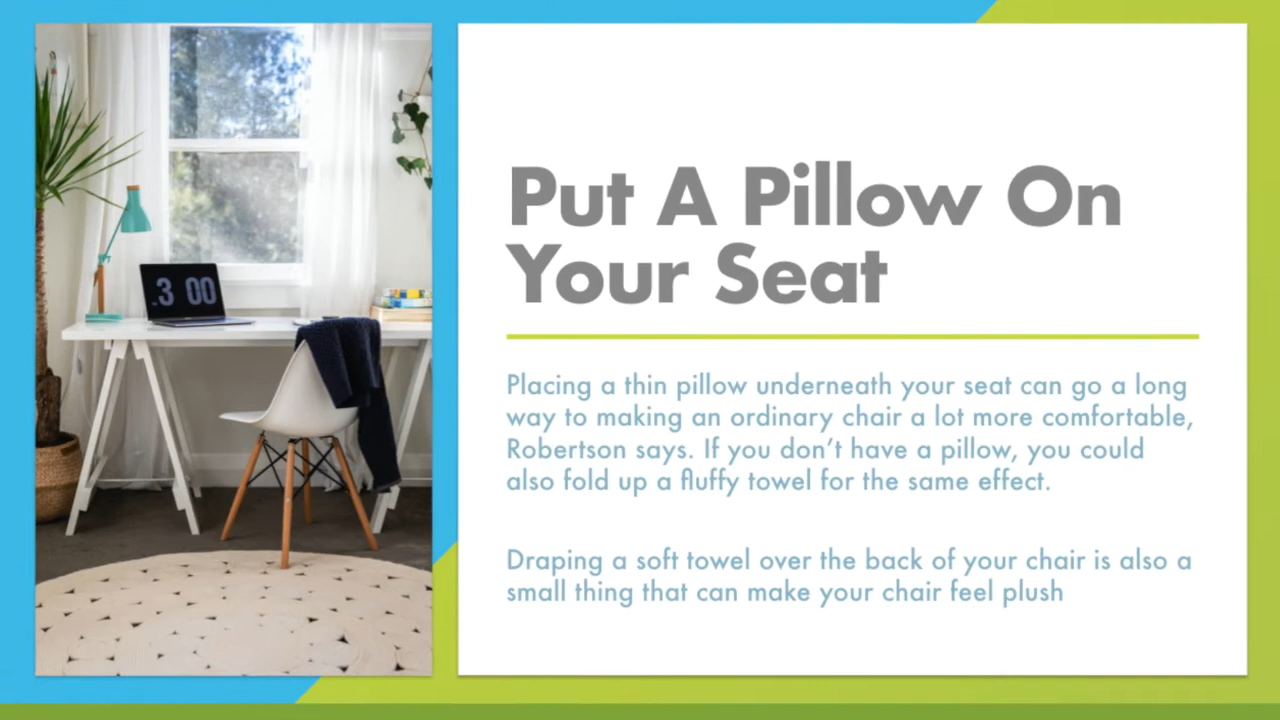 3 00
Put A Pillow On
Your Seat
Placing a thin pillow underneath your seat can go a long
way to making an ordinary chair a lot more comfortable,
Robertson says. If you don’t have a pillow, you could
also fold up a fluffy towel for the same effect.
Draping a soft towel over the back of your chair is also a
small thing that can make your chair feel plush